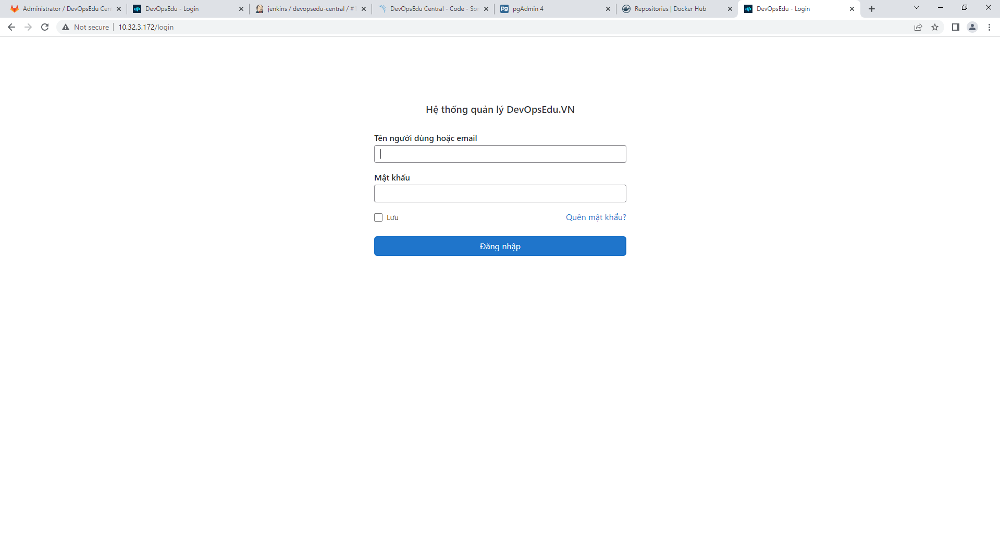 Administrator / DevOpsEdu Cen
DevOpsEdu - Login
jenkins / devopsedu-central / #1
DevOpsEdu Central - Code - Sor
pgAdmin 4
Repositories | Docker Hub
DevOpsEdu - Login
Not secure
10.32.3.172/login
Hệ thống quản lý DevOpsEdu.VN
Tên người dùng hoặc email
Mật khẩu
Lưu
Quên mật khẩu?
Đăng nhập